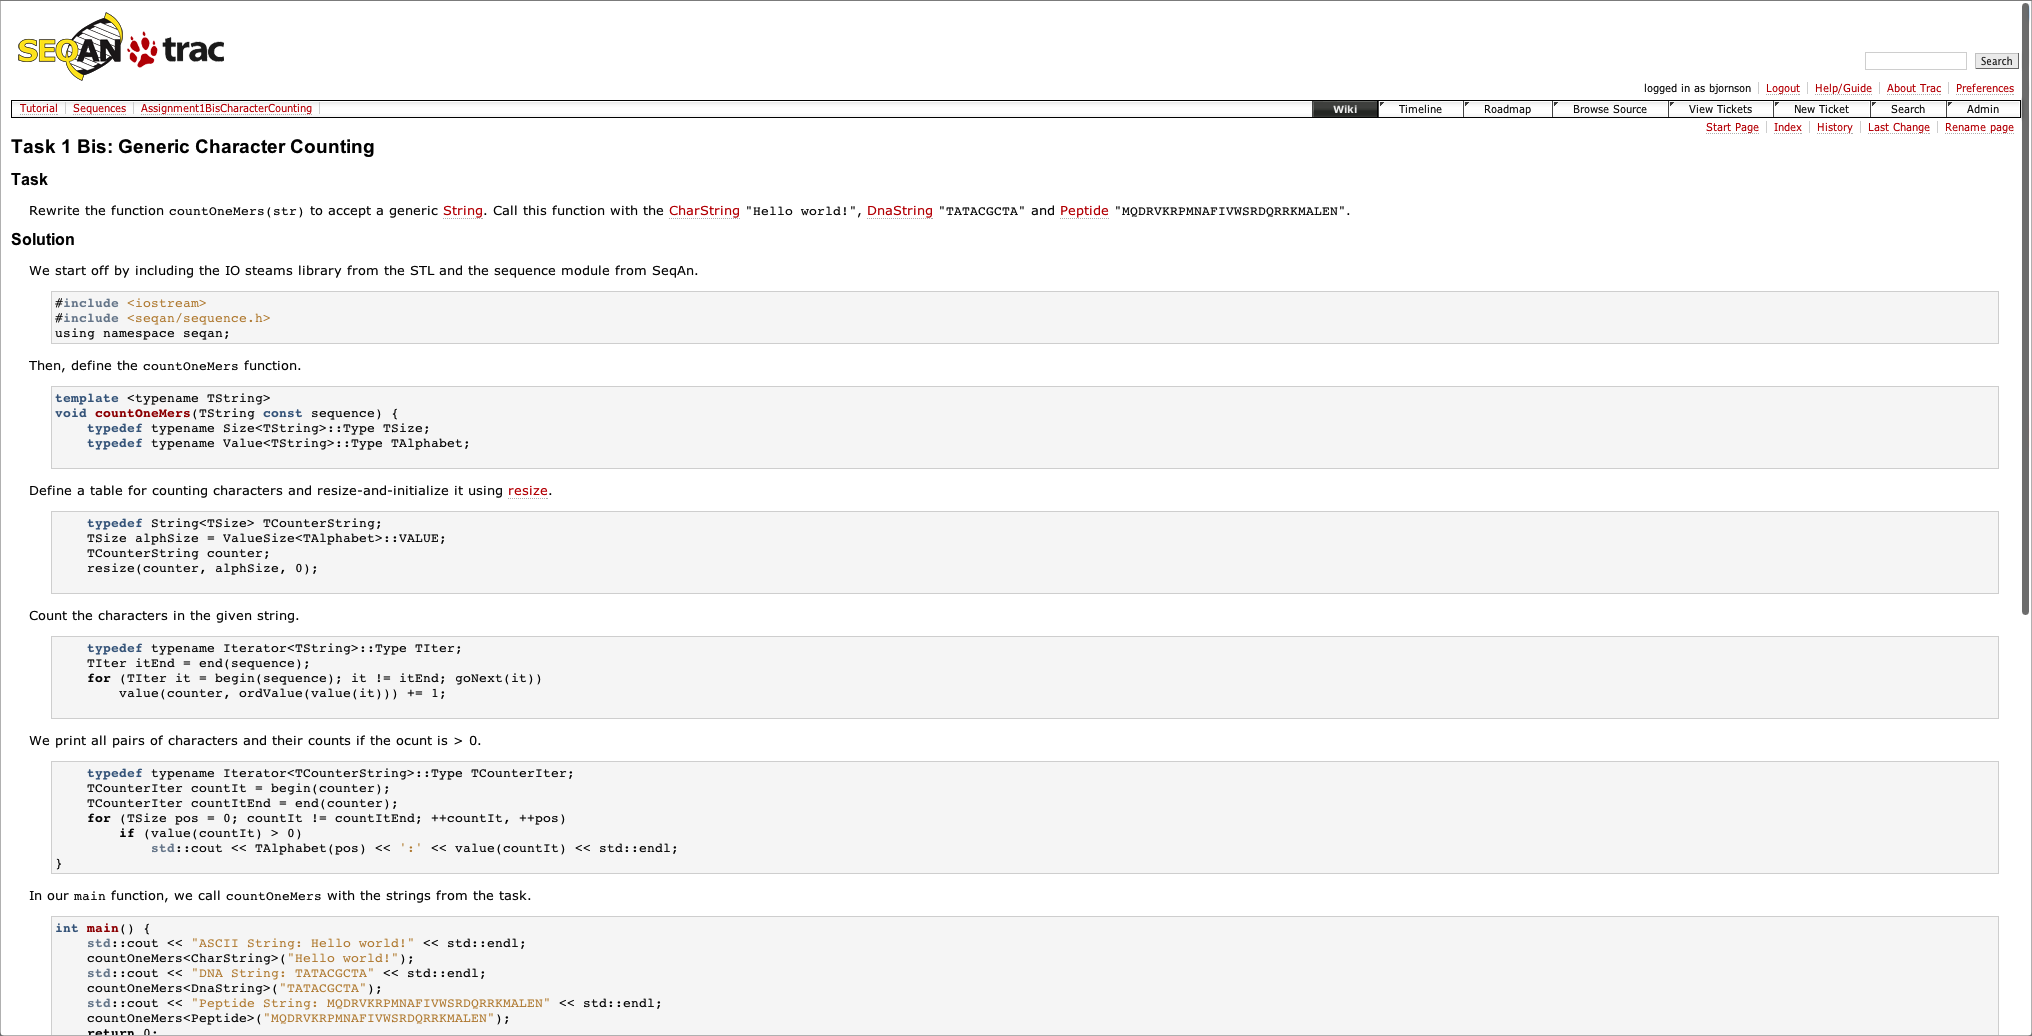 SEQAN trac
Search
logged in as bjornson Logout Help/Guide About Trac Preferences
Tutorial Sequences Assignment1BisCharacterCounting Wiki Timeline Roadmap Browse Source View Tickets New Ticket Search Admin
Start Page Index History Last Change Rename page
Task 1 Bis: Generic Character Counting
Task
Rewrite the function countOneMers(str) to accept a generic String. Call this function with the CharString "Hello world!", DnaString "TATACGCTA" and Peptide "MQDRVKRPMNAFIVWSRDQRRKMALEN".
Solution
We start off by including the IO steams library from the STL and the sequence module from SeqAn.
#include <iostream>
#include <seqan/sequence.h>
using namespace seqan;
Then, define the countOneMers function.
template <typename TString>
void countOneMers(TString const sequence) {
    typedef typename Size<TString>::Type TSize;
    typedef typename Value<TString>::Type TAlphabet;
Define a table for counting characters and resize-and-initialize it using resize.
    typedef String<TSize> TCounterString;
    TSize alphSize = ValueSize<TAlphabet>::VALUE;
    TCounterString counter;
    resize(counter, alphSize, 0);
Count the characters in the given string.
    typedef typename Iterator<TString>::Type TIter;
    TIter itEnd = end(sequence);
    for (TIter it = begin(sequence); it != itEnd; goNext(it))
        value(counter, ordValue(value(it))) += 1;
We print all pairs of characters and their counts if the ocunt is > 0.
    typedef typename Iterator<TCounterString>::Type TCounterIter;
    TCounterIter countIt = begin(counter);
    TCounterIter countItEnd = end(counter);
    for (TSize pos = 0; countIt != countItEnd; ++countIt, ++pos)
        if (value(countIt) > 0)
            std::cout << TAlphabet(pos) << ':' << value(countIt) << std::endl;
}
In our main function, we call countOneMers with the strings from the task.
int main() {
    std::cout << "ASCII String: Hello world!" << std::endl;
    countOneMers<CharString>("Hello world!");
    std::cout << "DNA String: TATACGCTA" << std::endl;
    countOneMers<DnaString>("TATACGCTA");
    std::cout << "Peptide String: MQDRVKRPMNAFIVWSRDQRRKMALEN" << std::endl;
    countOneMers<Peptide>("MQDRVKRPMNAFIVWSRDQRRKMALEN");
    return 0;